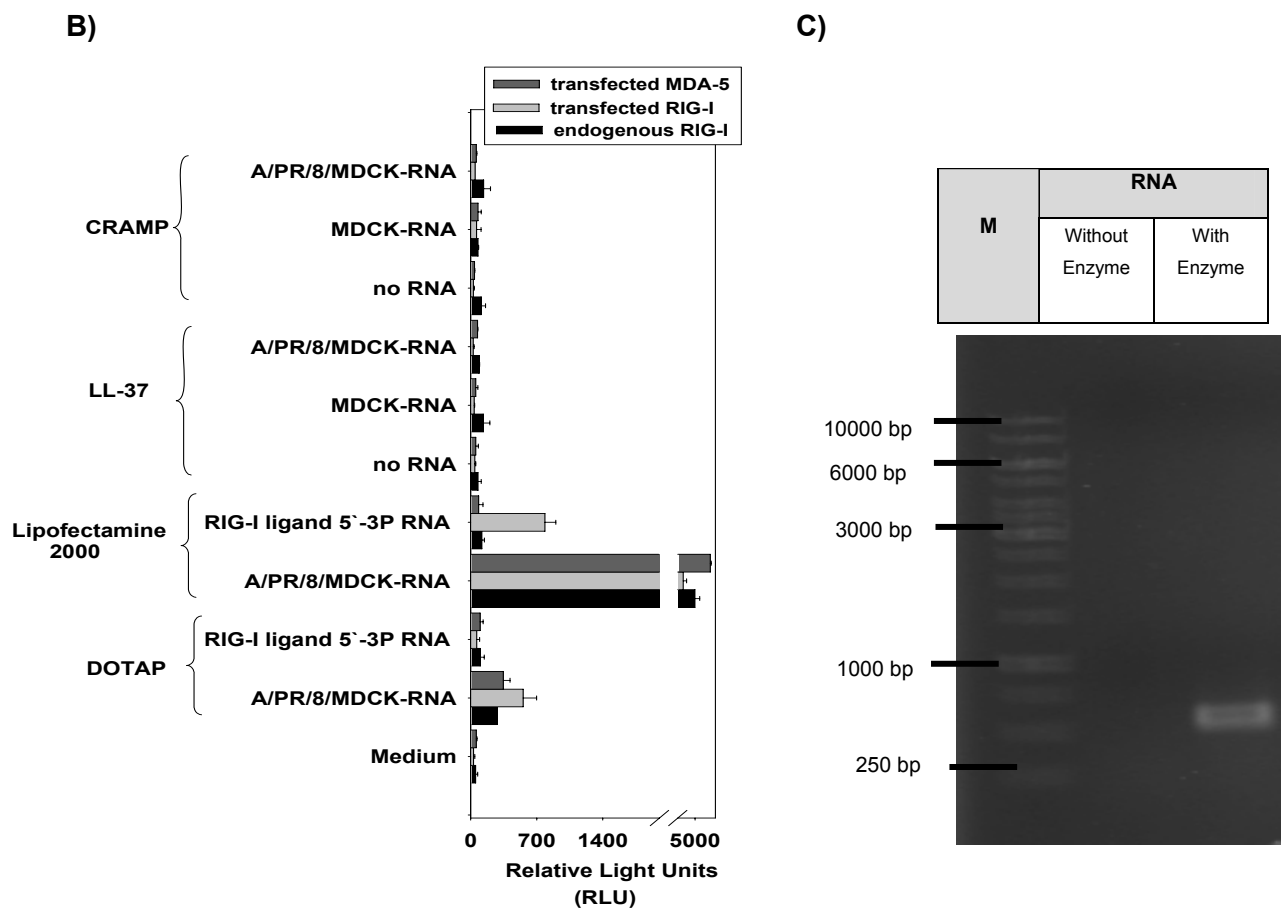 B)
transfected MDA-5
transfected RIG-I
endogenous RIG-I
CRAMP
A/PR/8/MDCK-RNA
MDCK-RNA
no RNA
LL-37
A/PR/8/MDCK-RNA
MDCK-RNA
no RNA
Lipofectamine
2000
RIG-I ligand 5`-3P RNA
A/PR/8/MDCK-RNA
DOTAP
RIG-I ligand 5`-3P RNA
A/PR/8/MDCK-RNA
Medium
0 700 1400 5000
Relative Light Units
(RLU)
C)
M
RNA
Without
Enzyme
With
Enzyme
10000 bp
6000 bp
3000 bp
1000 bp
250 bp